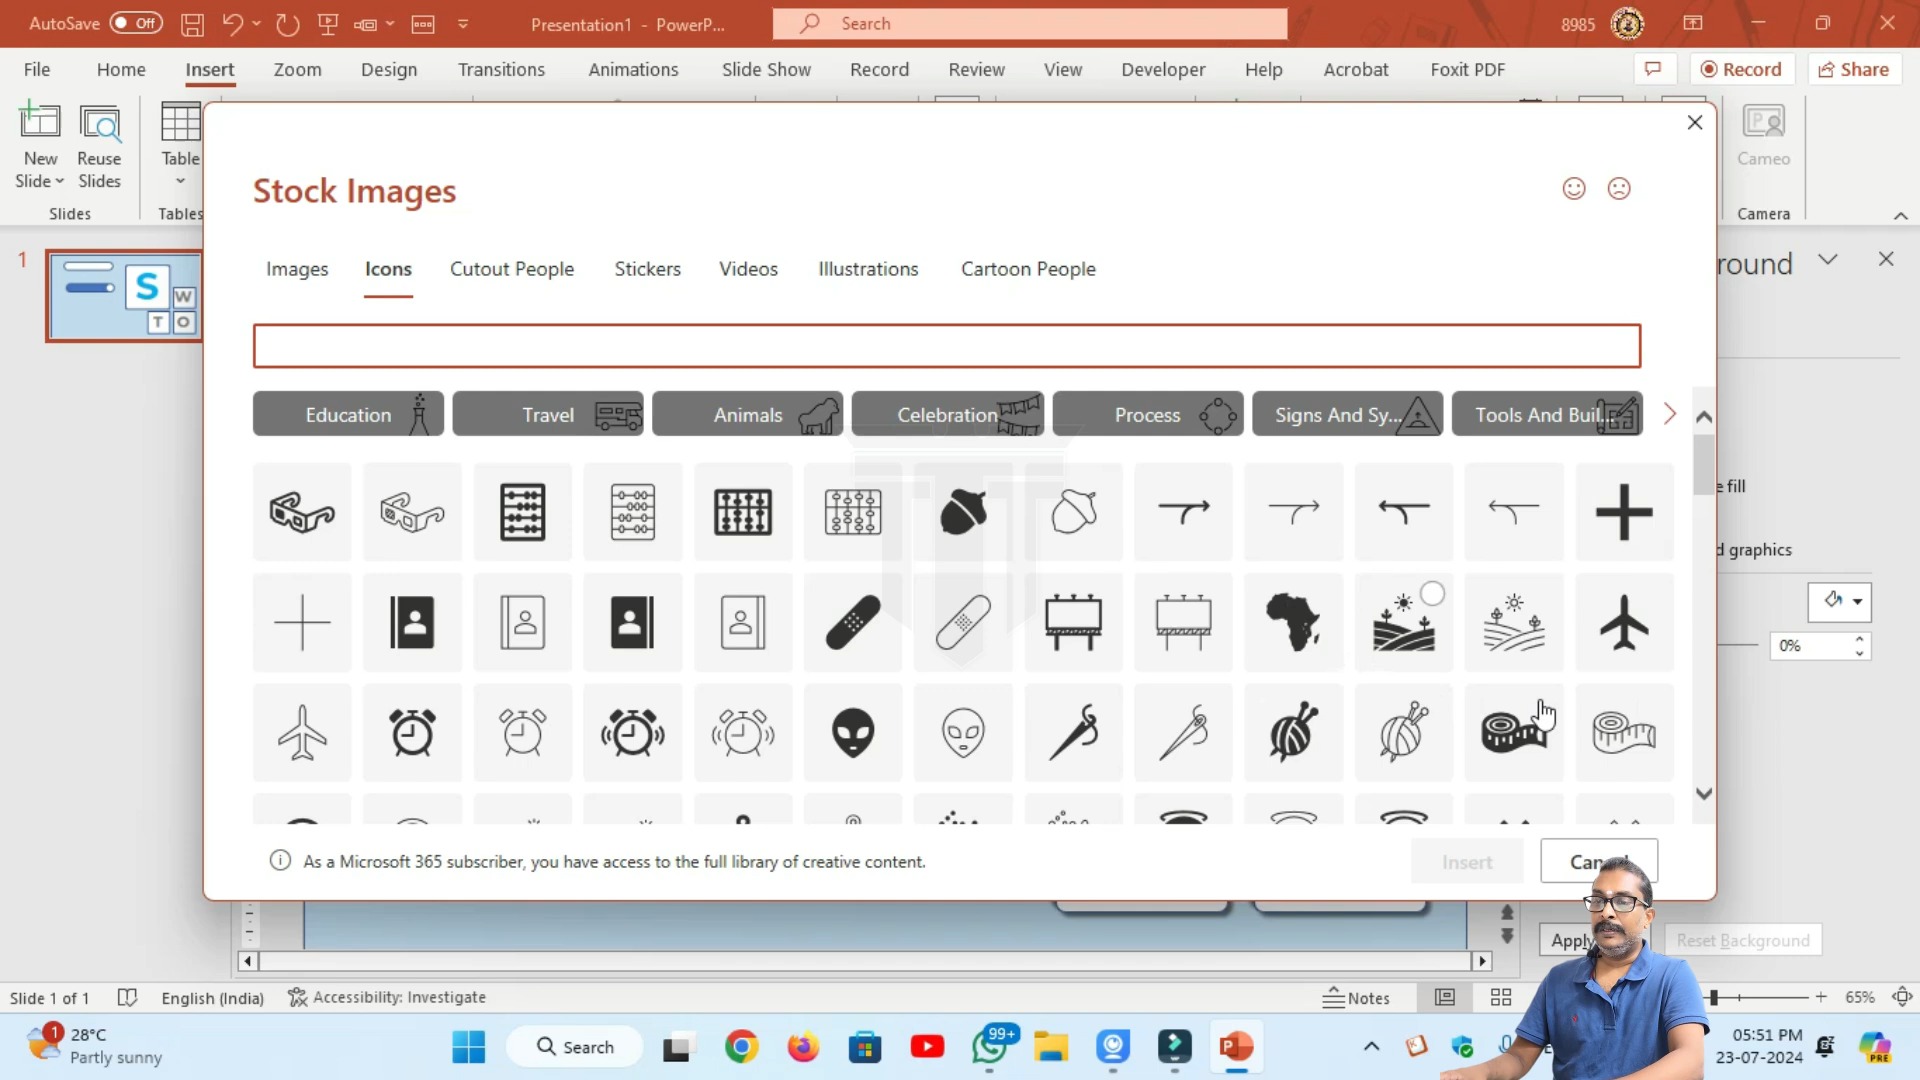 AutoSave Off
Presentation1 - PowerP...
Search
8985
File Home Insert Zoom Design Transitions Animations Slide Show Record Review View Developer Help Acrobat Foxit PDF
Record
Share
New Slide
Reuse Slides
Table
Cameo
Slides
Tables
Camera
Stock Images
Images Icons Cutout People Stickers Videos Illustrations Cartoon People
Education
Travel
Animals
Celebration
Process
Signs And Sy...
Tools And Buil...
As a Microsoft 365 subscriber, you have access to the full library of creative content.
Insert
1
S
W
T
O
round
e fill
d graphics
0%
Apply
Reset Background
Slide 1 of 1
English (India)
Accessibility: Investigate
Notes
65%
1
28°C
Partly sunny
Search
99+
05:51 PM
23-07-2024
PRE